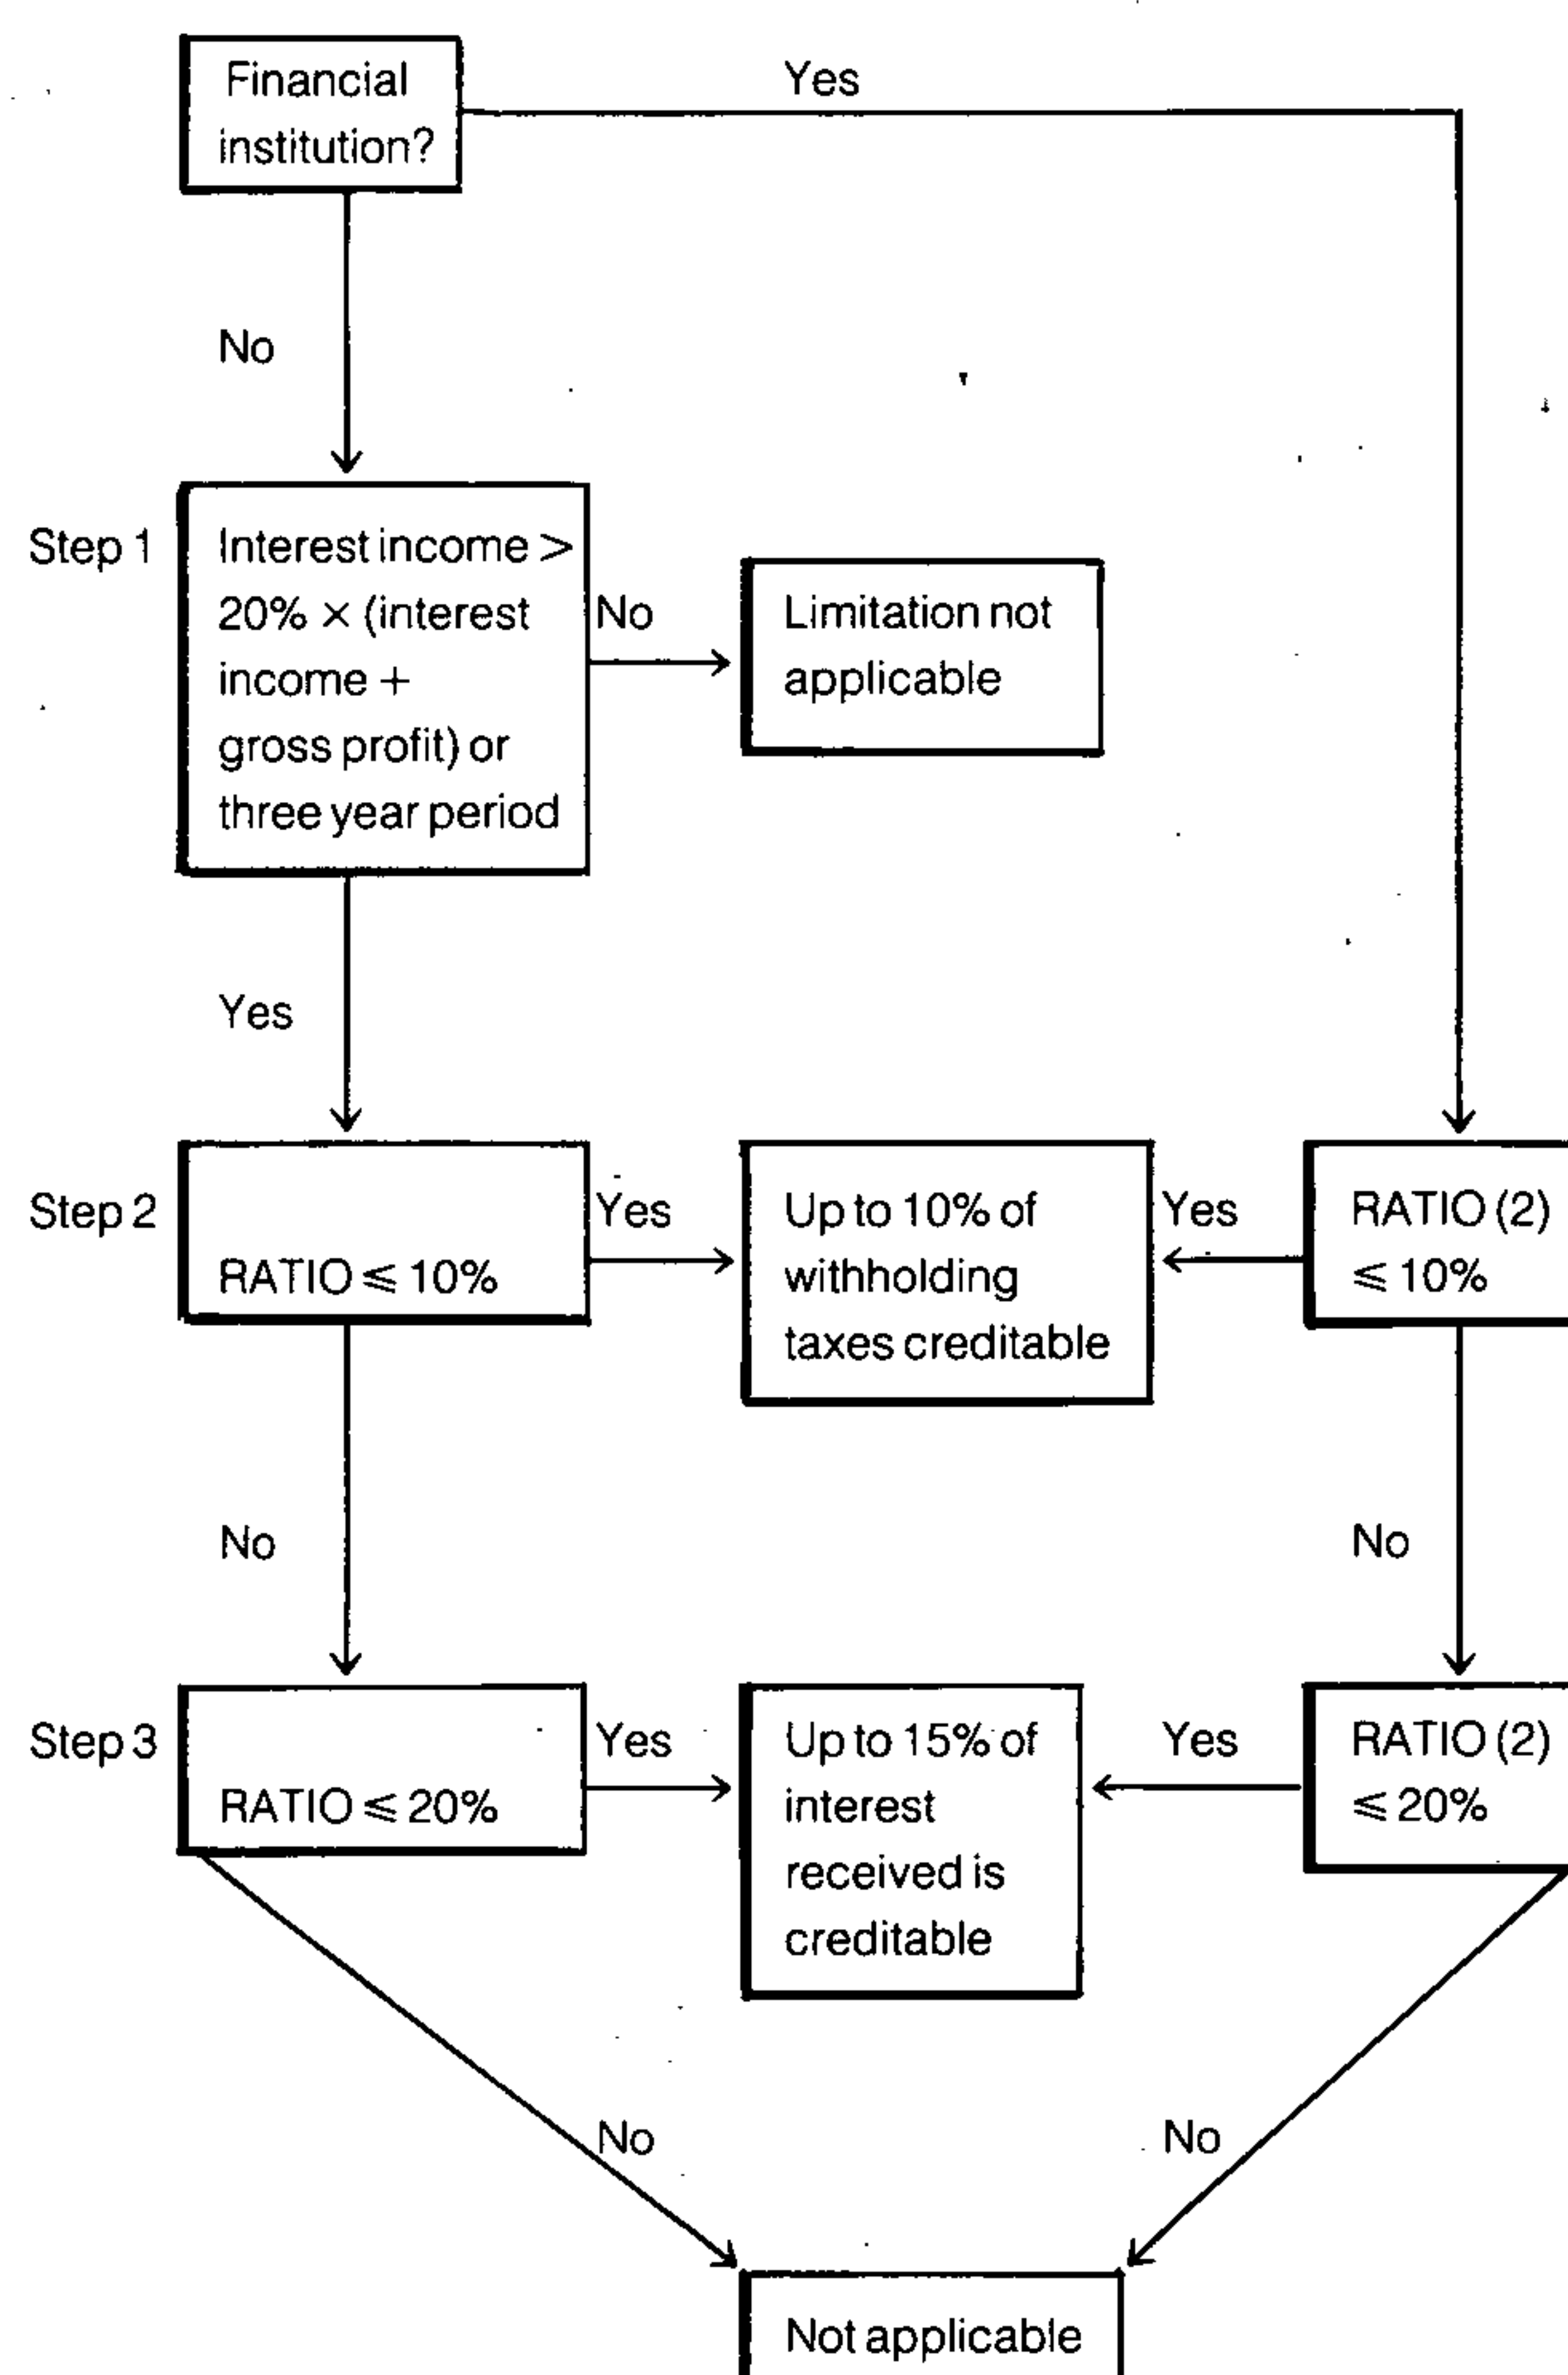 Financial
institution?
Yes
No
Step 1
Interest income >
20% × (interest
income +
gross profit) or
three year period
No
Limitation not
applicable
Yes
Step 2
RATIO ⩽ 10%
Yes
Up to 10% of
withholding
taxes creditable
Yes
RATIO (2)
⩽ 10%
No
No
Step 3
RATIO ⩽ 20%
Yes
Up to 15% of
interest
received is
creditable
Yes
RATIO (2)
⩽ 20%
No
No
Not applicable